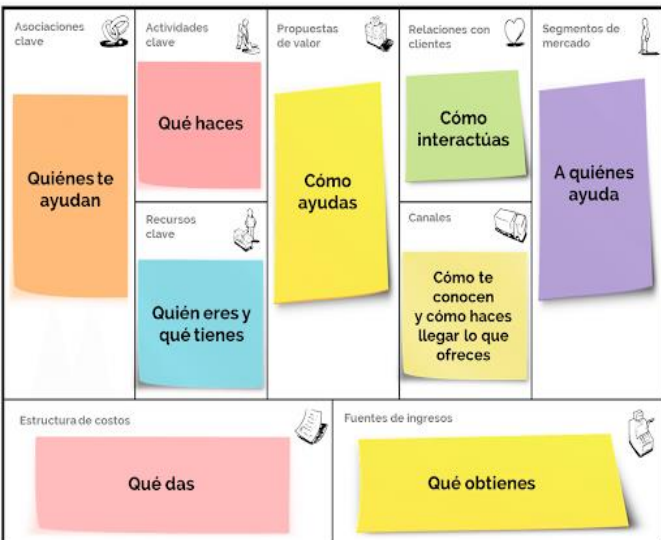 Asociaciones
clave
Quiénes te
ayudan
Actividades
clave
Qué haces
Recursos
clave
Quién eres y
qué tienes
Propuestas
de valor
Cómo
ayudas
Relaciones con
clientes
Cómo
interactúas
Canales
Cómo te
conocen
y cómo haces
llegar lo que
ofreces
Segmentos de
mercado
A quiénes
ayuda
Estructura de costos
Qué das
Fuentes de ingresos
Qué obtienes